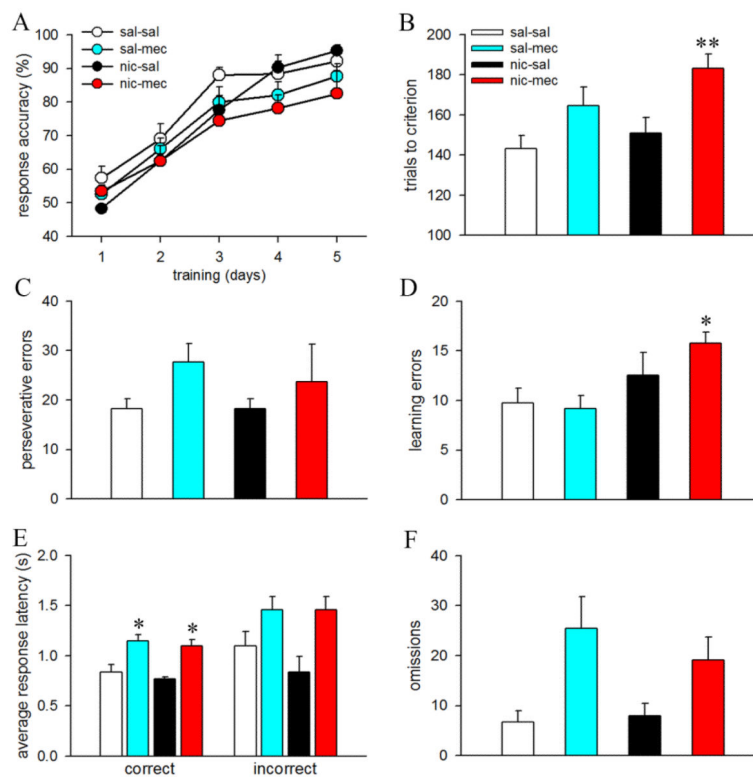 A
sal-sal
sal-mec
nic-sal
nic-mec
response accuracy (%)
100
90
80
70
60
50
40
1 2 3 4 5
training (days)
B
sal-sal
sal-mec
nic-sal
nic-mec
**
trials to criterion
200
180
160
140
120
100
C
perseverative errors
40
30
20
10
0
D
*
learning errors
20
15
10
5
0
E
* *
average response latency (s)
2.0
1.5
1.0
0.5
0.0
correct incorrect
F
omissions
40
30
20
10
0